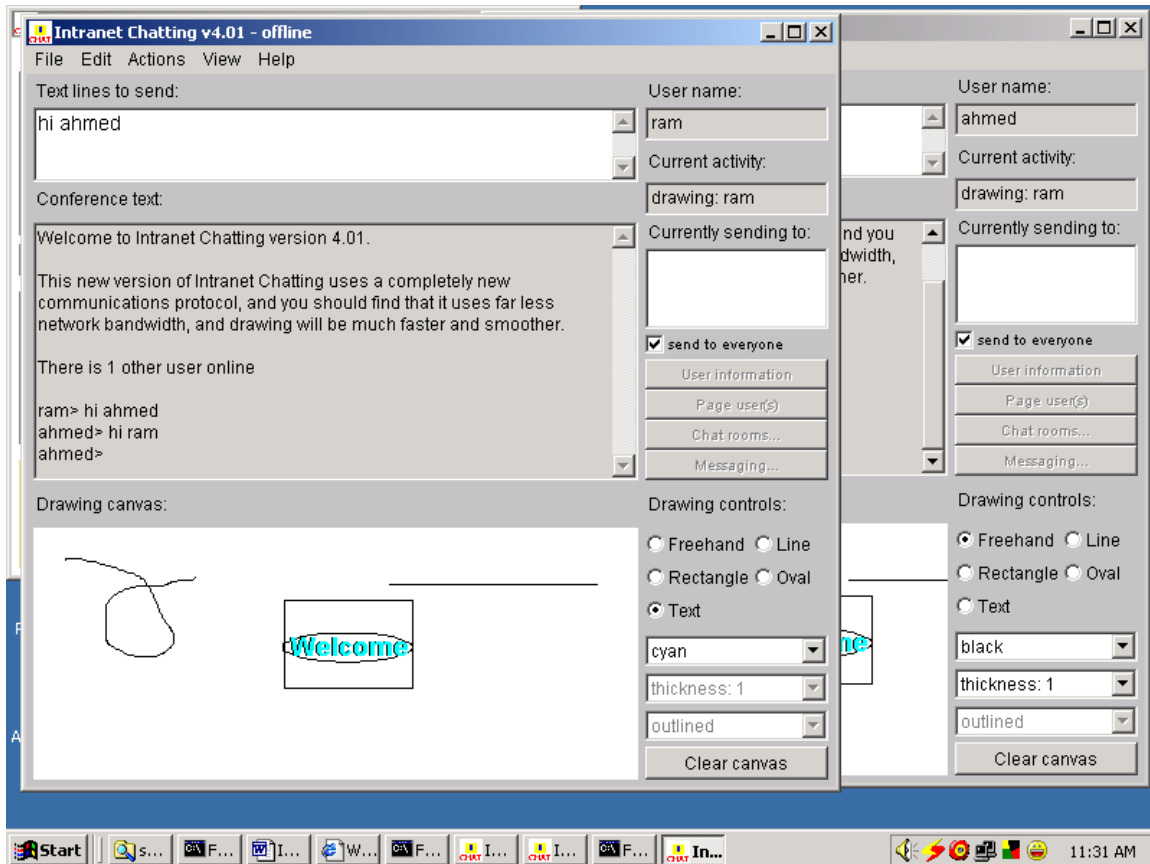 Intranet Chatting v4.01 - offline
File Edit Actions View Help
Text lines to send:
hi ahmed
User name:
ram
Current activity:
drawing: ram
Conference text:
Welcome to Intranet Chatting version 4.01.
This new version of Intranet Chatting uses a completely new
communications protocol, and you should find that it uses far less
network bandwidth, and drawing will be much faster and smoother.
There is 1 other user online
ram> hi ahmed
ahmed> hi ram
ahmed>
Currently sending to:
send to everyone
User information
Page user(s)
Chat rooms...
Messaging...
Drawing canvas:
Welcome
Drawing controls:
Freehand Line
Rectangle Oval
Text
cyan
thickness: 1
outlined
Clear canvas
User name:
ahmed
Current activity:
drawing: ram
nd you
dwidth,
her.
Currently sending to:
send to everyone
User information
Page user(s)
Chat rooms...
Messaging...
Drawing controls:
Freehand Line
Rectangle Oval
Text
black
thickness: 1
outlined
Clear canvas
Start s... F... I... W... F... I... I... F... In... 11:31 AM